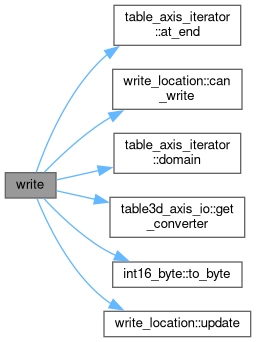 table_axis_iterator
::at_end
write_location::can
_write
table_axis_iterator
::domain
write
table3d_axis_io::get
_converter
int16_byte::to_byte
write_location::update